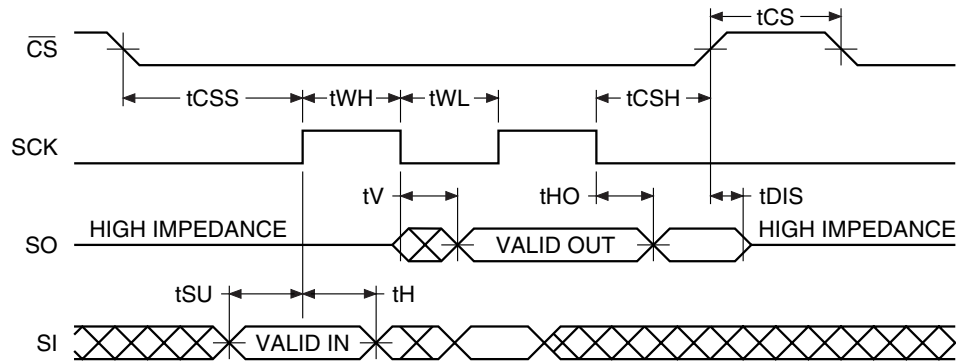 tCS
C̅S̅
tCSS tWH tWL tCSH
SCK
tV tHO tDIS
HIGH IMPEDANCE HIGH IMPEDANCE
SO VALID OUT
tSU tH
SI VALID IN